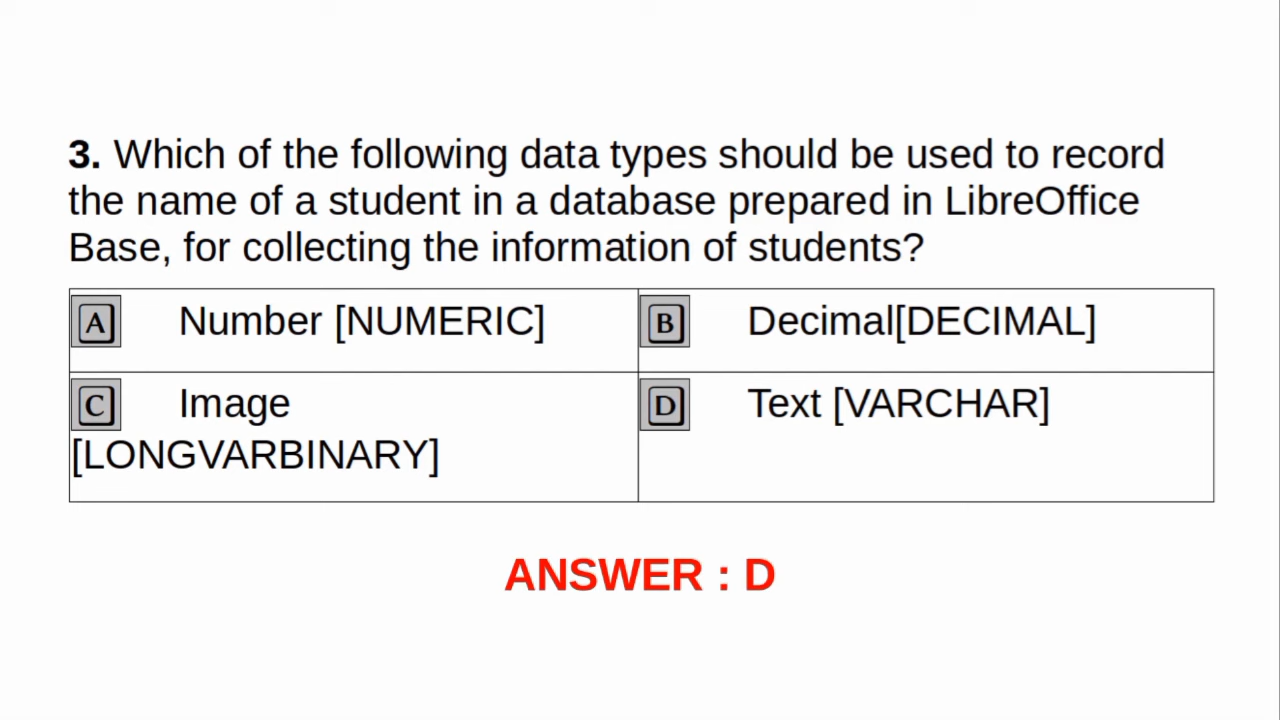 3. Which of the following data types should be used to record
the name of a student in a database prepared in LibreOffice
Base, for collecting the information of students?
A Number [NUMERIC]
B Decimal[DECIMAL]
C Image
[LONGVARBINARY]
D Text [VARCHAR]
ANSWER : D